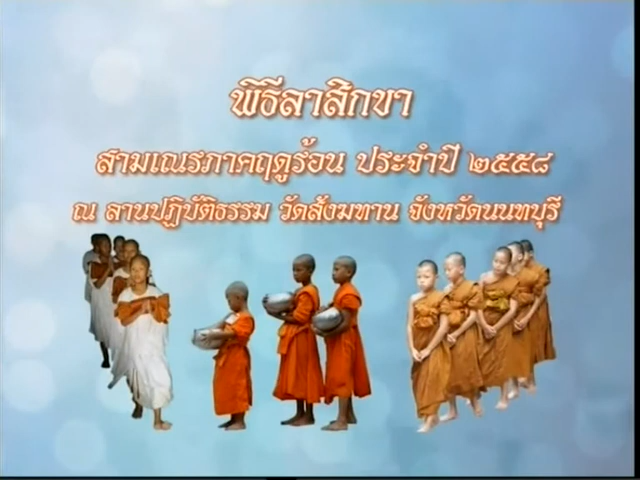 พิธีลาสิกขา
สามเณรภาคฤดูร้อน ประจำปี ๒๕๕๘
ณ ลานปฏิบัติธรรม วัดสังฆทาน จังหวัดนนทบุรี